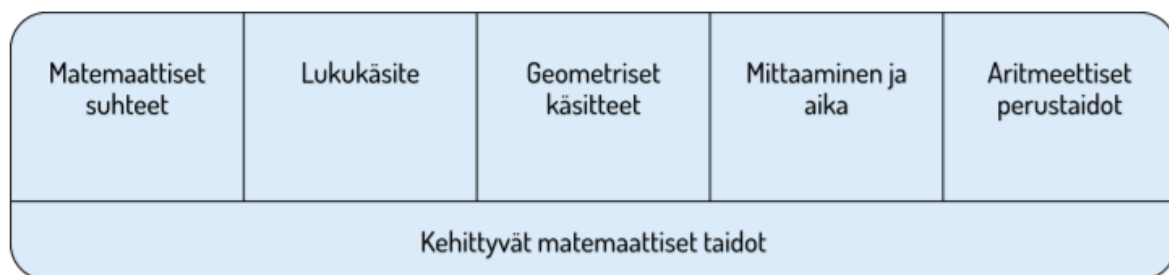 Matemaattiset
suhteet
Lukukäsite
Geometriset
käsitteet
Mittaaminen ja
aika
Aritmeettiset
perustaidot
Kehittyvät matemaattiset taidot